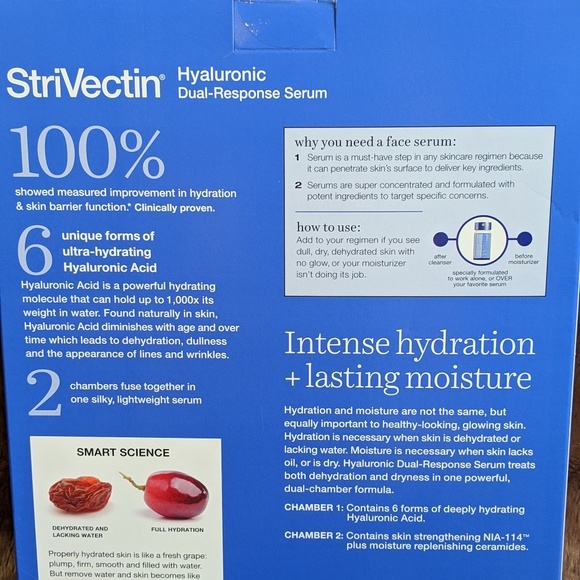 StriVectin® Hyaluronic
Dual-Response Serum
100%
showed measured improvement in hydration
& skin barrier function.* Clinically proven.
6 unique forms of
ultra-hydrating
Hyaluronic Acid
Hyaluronic Acid is a powerful hydrating
molecule that can hold up to 1,000x its
weight in water. Found naturally in skin,
Hyaluronic Acid diminishes with age and over
time which leads to dehydration, dullness
and the appearance of lines and wrinkles.
2 chambers fuse together in
one silky, lightweight serum
SMART SCIENCE
DEHYDRATED AND
LACKING WATER
FULL HYDRATION
Properly hydrated skin is like a fresh grape:
plump, firm, smooth and filled with water.
But remove water and skin becomes like
why you need a face serum:
1 Serum is a must-have step in any skincare regimen because
it can penetrate skin's surface to deliver key ingredients.
2 Serums are super concentrated and formulated with
potent ingredients to target specific concerns.
how to use:
Add to your regimen if you see
dull, dry, dehydrated skin with
no glow, or your moisturizer
isn't doing its job.
after
cleanser
before
moisturizer
specially formulated
to work alone, or OVER
your favorite serum
Intense hydration
+ lasting moisture
Hydration and moisture are not the same, but
equally important to healthy-looking, glowing skin.
Hydration is necessary when skin is dehydrated or
lacking water. Moisture is necessary when skin lacks
oil, or is dry. Hyaluronic Dual-Response Serum treats
both dehydration and dryness in one powerful,
dual-chamber formula.
CHAMBER 1: Contains 6 forms of deeply hydrating
Hyaluronic Acid.
CHAMBER 2: Contains skin strengthening NIA-114™
plus moisture replenishing ceramides.